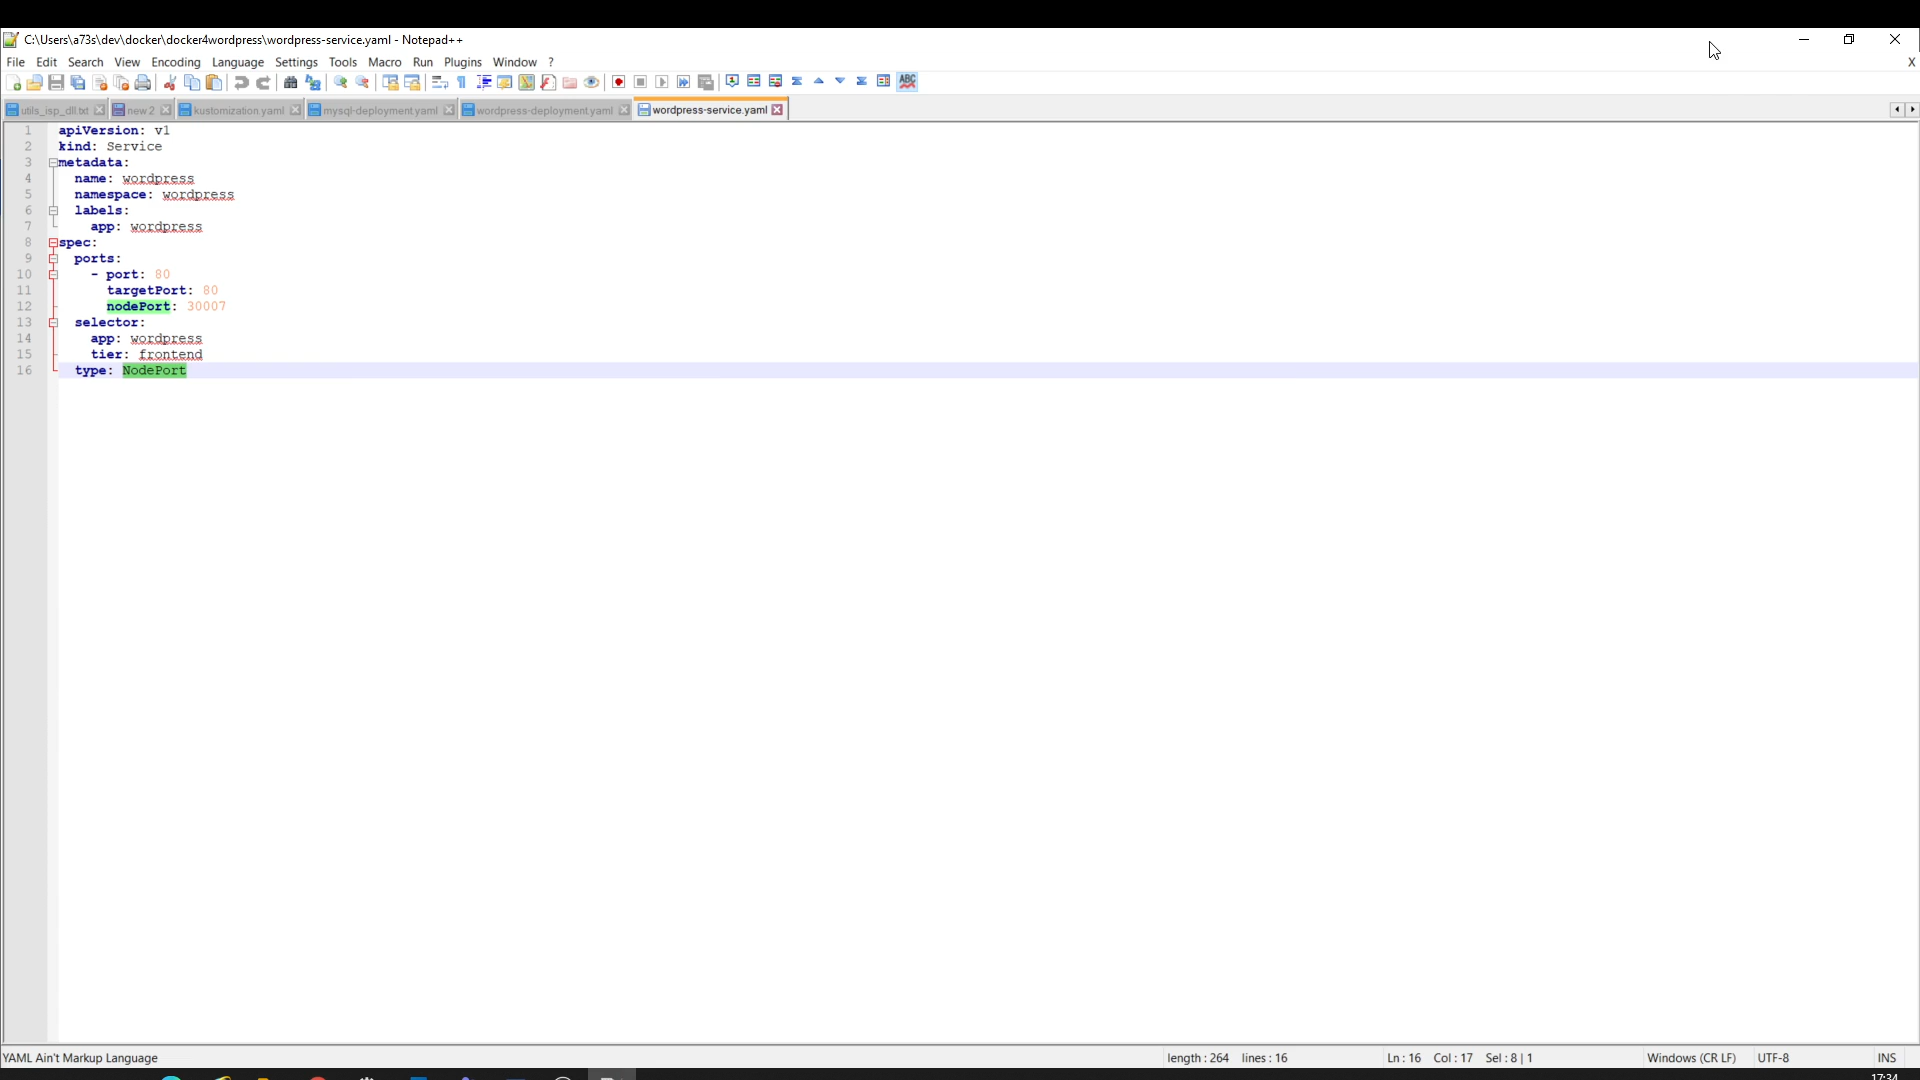 C:\Users\a73s\dev\docker\docker4wordpress\wordpress-service.yaml - Notepad++
File Edit Search View Encoding Language Settings Tools Macro Run Plugins Window ? X
utils_isp_dll.txt new 2 kustomization.yaml mysql-deployment.yaml wordpress-deployment.yaml wordpress-service.yaml
1 apiVersion: v1
2 kind: Service
3 metadata:
4 name: wordpress
5 namespace: wordpress
6 labels:
7 app: wordpress
8 spec:
9 ports:
10 - port: 80
11 targetPort: 80
12 nodePort: 30007
13 selector:
14 app: wordpress
15 tier: frontend
16 type: NodePort
YAML Ain't Markup Language length : 264 lines : 16 Ln : 16 Col : 17 Sel : 8 | 1 Windows (CR LF) UTF-8 INS
17:34